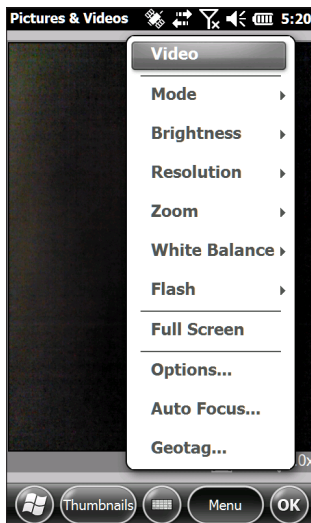 Pictures & Videos 5:20
Video
Mode
Brightness
Resolution
Zoom
White Balance
Flash
Full Screen
Options...
Auto Focus...
Geotag...
Thumbnails Menu OK